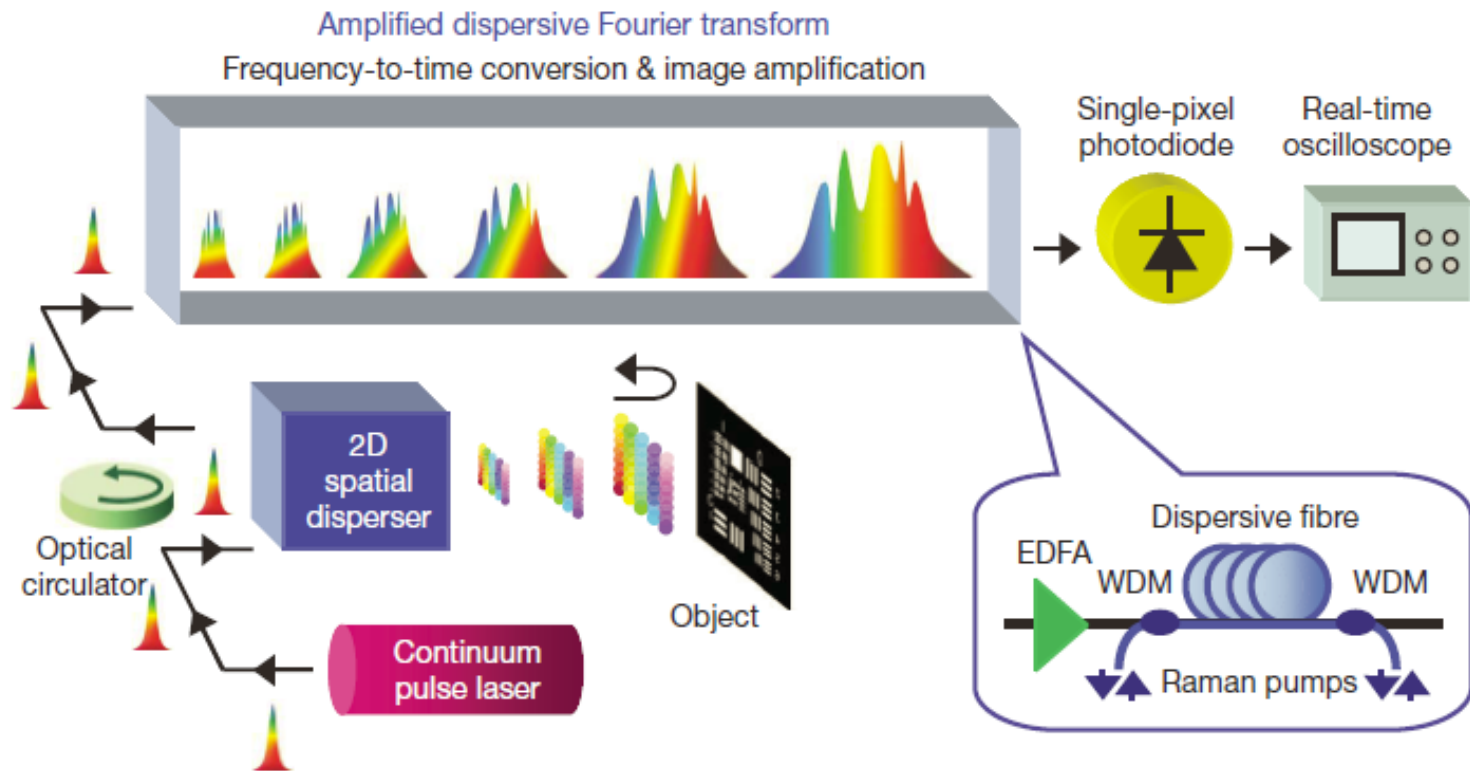 Amplified dispersive Fourier transform
Frequency-to-time conversion & image amplification
Single-pixel
photodiode
Real-time
oscilloscope
2D
spatial
disperser
Optical
circulator
Object
Continuum
pulse laser
Dispersive fibre
EDFA
WDM
WDM
Raman pumps